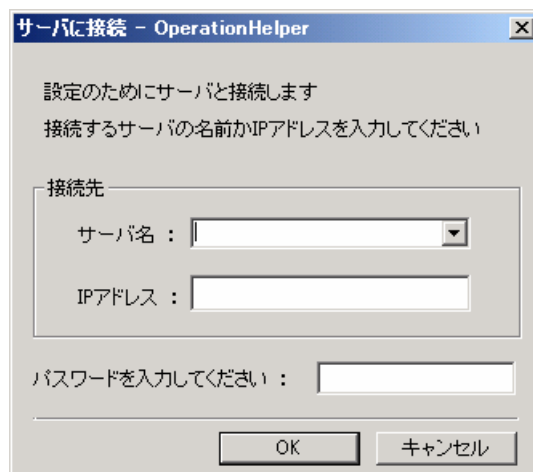 サーバに接続 - OperationHelper
設定のためにサーバと接続します
接続するサーバの名前かIPアドレスを入力してください
接続先
サーバ名 :
IPアドレス :
パスワードを入力してください :
OK キャンセル